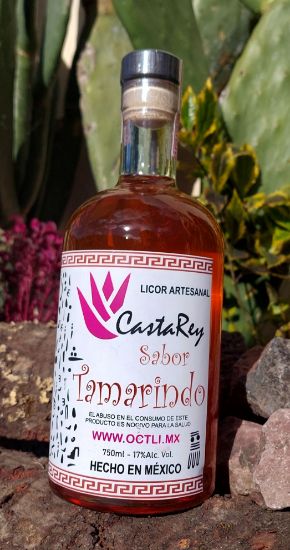 LICOR ARTESANAL
CastaRey
Sabor
Tamarindo
EL ABUSO EN EL CONSUMO DE ESTE
PRODUCTO ES NOCIVO PARA LA SALUD
WWW.OCTLI.MX
750ml - 17%Alc. Vol.
HECHO EN MÉXICO